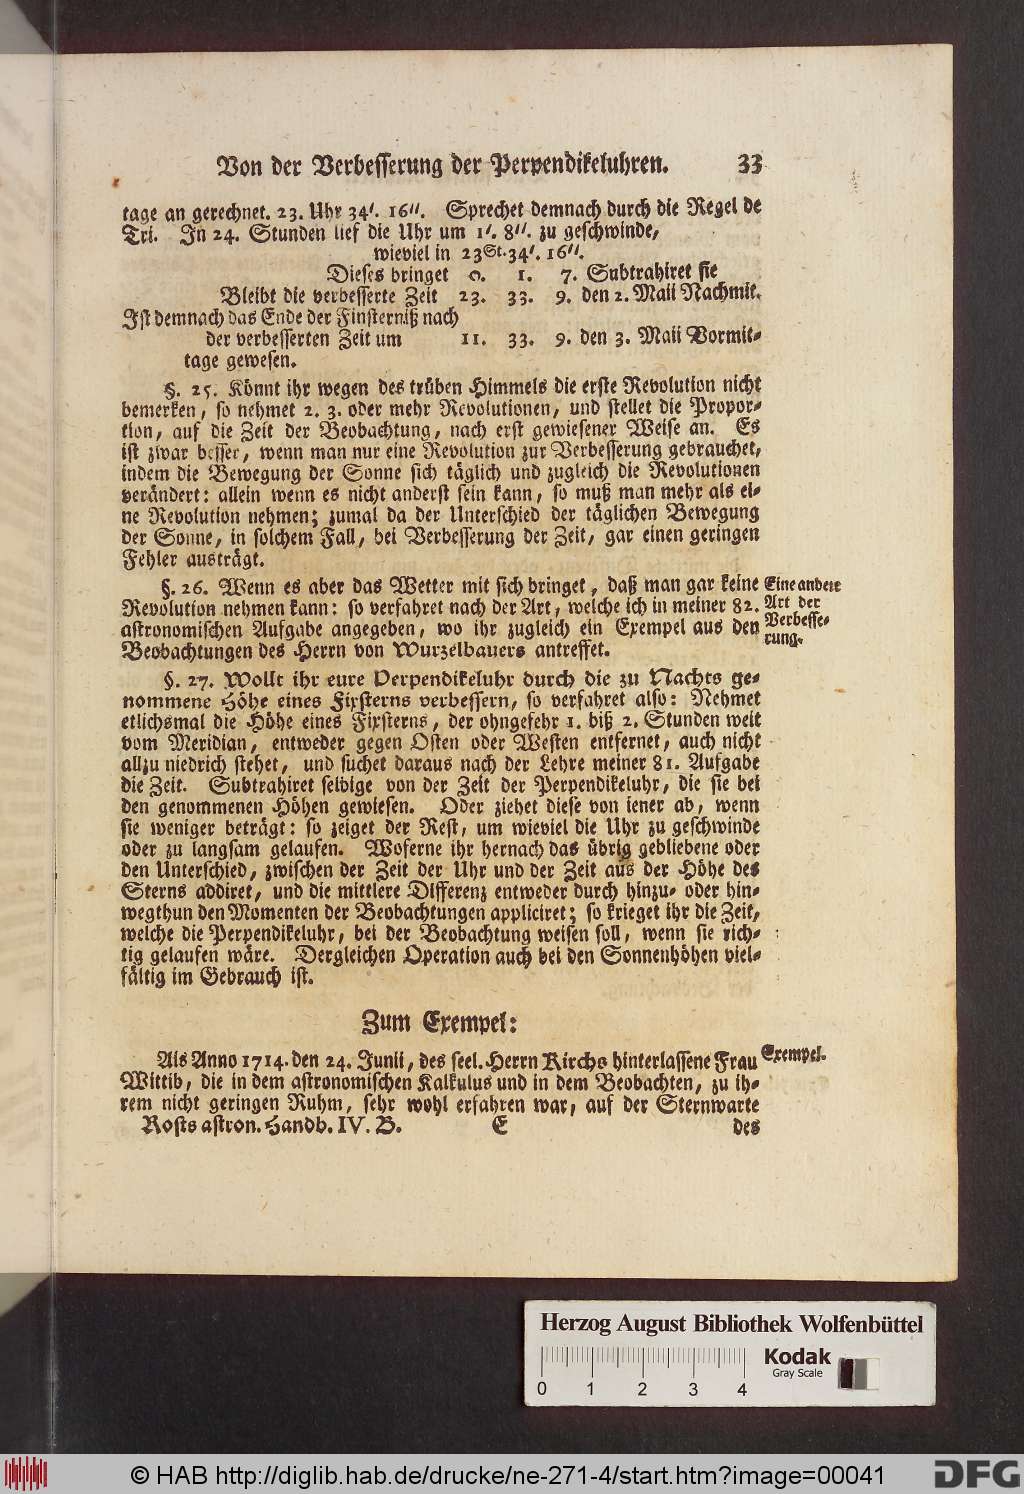 Von der Verbesserung der Perpendikeluhren. 33
tage an gerechnet. 23. Uhr 34′. 16″. Sprechet demnach durch die Regel de
Tri. In 24. Stunden lief die Uhr um 1′. 8″. zu geschwinde,
wieviel in 23St. 34′. 16″.
Dieses bringet 0. 1. 7. Subtrahiret sie
Bleibt die verbesserte Zeit 23. 33. 9. den 2. Maii Nachmit.
Ist demnach das Ende der Finsterniß nach
der verbesserten Zeit um 11. 33. 9. den 3. Maii Vormit-
tage gewesen.
§. 25. Könnt ihr wegen des trüben Himmels die erste Revolution nicht
bemerken, so nehmet 2. 3. oder mehr Revolutionen, und stellet die Propor-
tion, auf die Zeit der Beobachtung, nach erst gewiesener Weise an. Es
ist zwar besser, wenn man nur eine Revolution zur Verbesserung gebrauchet,
indem die Bewegung der Sonne sich täglich und zugleich die Revolutionen
verändert: allein wenn es nicht anderst sein kann, so muß man mehr als ei-
ne Revolution nehmen; zumal da der Unterschied der täglichen Bewegung
der Sonne, in solchem Fall, bei Verbesserung der Zeit, gar einen geringen
Fehler austrägt.
§. 26. Wenn es aber das Wetter mit sich bringet, daß man gar keine
Revolution nehmen kann: so verfahret nach der Art, welche ich in meiner 82.
astronomischen Aufgabe angegeben, wo ihr zugleich ein Exempel aus den
Beobachtungen des Herrn von Wurzelbauers antreffet.
Eine andere
Art der
Verbesse-
rung.
§. 27. Wollt ihr eure Perpendikeluhr durch die zu Nachts ge-
nommene Höhe eines Fixsterns verbessern, so verfahret also: Nehmet
etlichsmal die Höhe eines Fixsterns, der ohngefehr 1. biß 2. Stunden weit
vom Meridian, entweder gegen Osten oder Westen entfernet, auch nicht
allzu niedrich stehet, und suchet daraus nach der Lehre meiner 81. Aufgabe
die Zeit. Subtrahiret selbige von der Zeit der Perpendikeluhr, die sie bei
den genommenen Höhen gewiesen. Oder ziehet diese von iener ab, wenn
sie weniger beträgt: so zeiget der Rest, um wieviel die Uhr zu geschwinde
oder zu langsam gelaufen. Woferne ihr hernach das übrig gebliebene oder
den Unterschied, zwischen der Zeit der Uhr und der Zeit aus der Höhe des
Sterns addiret, und die mittlere Differenz entweder durch hinzu- oder hin-
wegthun den Momenten der Beobachtungen appliciret; so krieget ihr die Zeit,
welche die Perpendikeluhr, bei der Beobachtung weisen soll, wenn sie rich-
tig gelaufen wäre. Dergleichen Operation auch bei den Sonnenhöhen viel-
fältig im Gebrauch ist.
Zum Exempel:
Als Anno 1714. den 24. Junii, des seel. Herrn Kirchs hinterlassene Frau
Wittib, die in dem astronomischen Kalkulus und in dem Beobachten, zu ih-
rem nicht geringen Ruhm, sehr wohl erfahren war, auf der Sternwarte
Exempel.
Rosts astron. Handb. IV. B. E des
Herzog August Bibliothek Wolfenbüttel
Kodak
Gray Scale
0 1 2 3 4
© HAB http://diglib.hab.de/drucke/ne-271-4/start.htm?image=00041
DFG